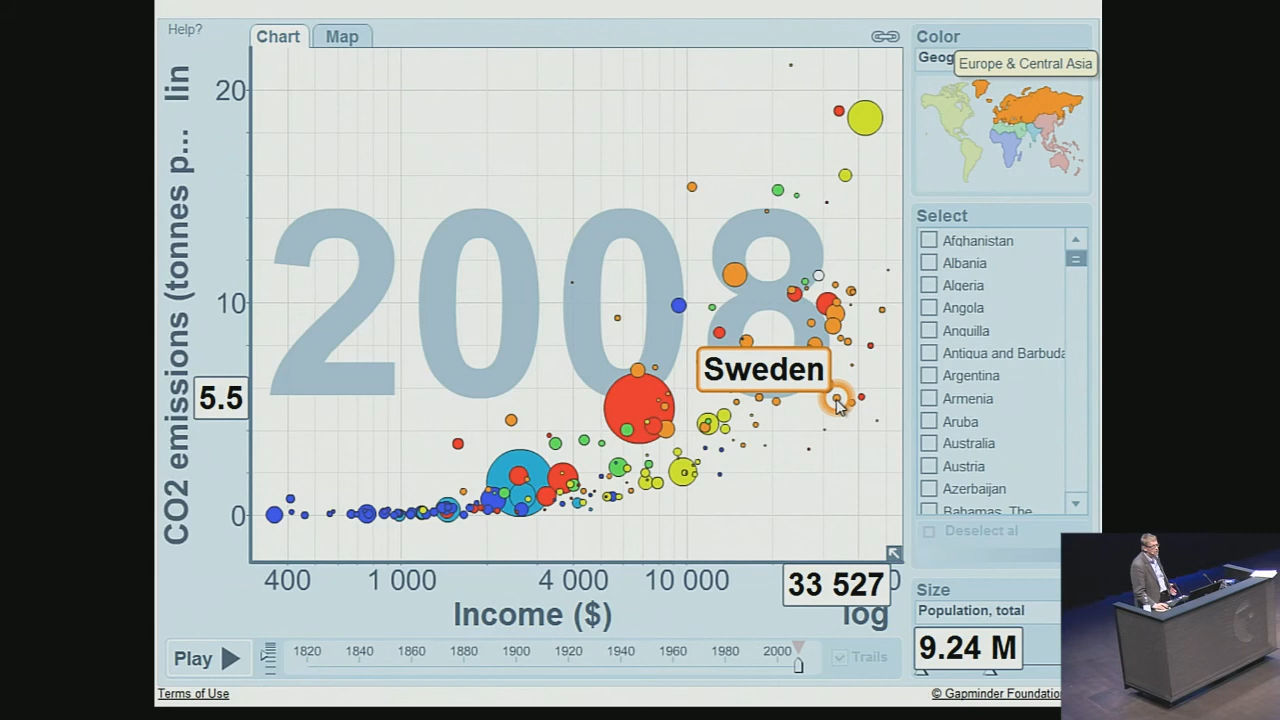 Help?
Chart
Map
Color
Geog
Europe & Central Asia
lin
20
10
0
CO2 emissions (tonnes p...
5.5
2008
Sweden
Select
Afghanistan
Albania
Algeria
Angola
Anguilla
Antigua and Barbuda
Argentina
Armenia
Aruba
Australia
Austria
Azerbaijan
Bahamas, The
Deselect al
400
1 000
4 000
10 000
33 527
0
Income ($)
log
Size
Population, total
9.24 M
Play
1820
1840
1860
1880
1900
1920
1940
1960
1980
2000
Trails
Terms of Use
© Gapminder Foundatio